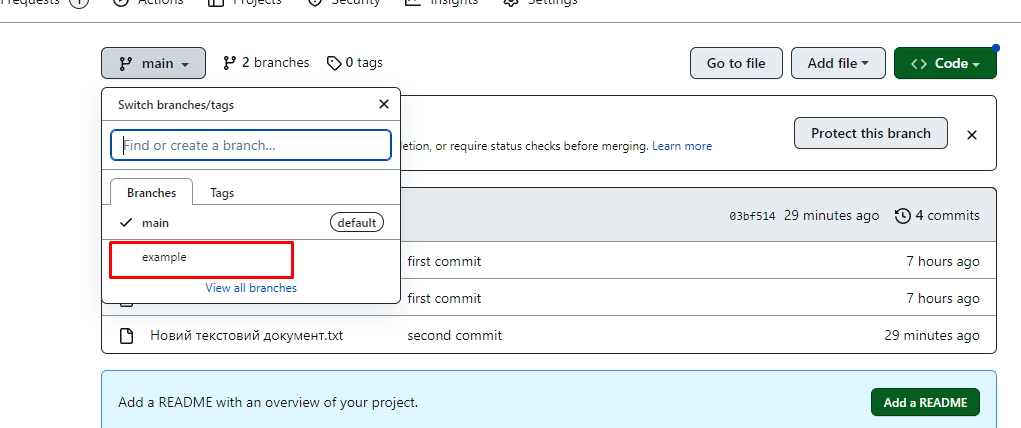 requests 1 Actions Projects Security Insights Settings
main 2 branches 0 tags Go to file Add file <> Code
Switch branches/tags
Find or create a branch...
etion, or require status checks before merging. Learn more
Protect this branch
Branches Tags
main default
03bf514 29 minutes ago 4 commits
example
first commit 7 hours ago
View all branches
first commit 7 hours ago
Новий текстовий документ.txt second commit 29 minutes ago
Add a README with an overview of your project. Add a README